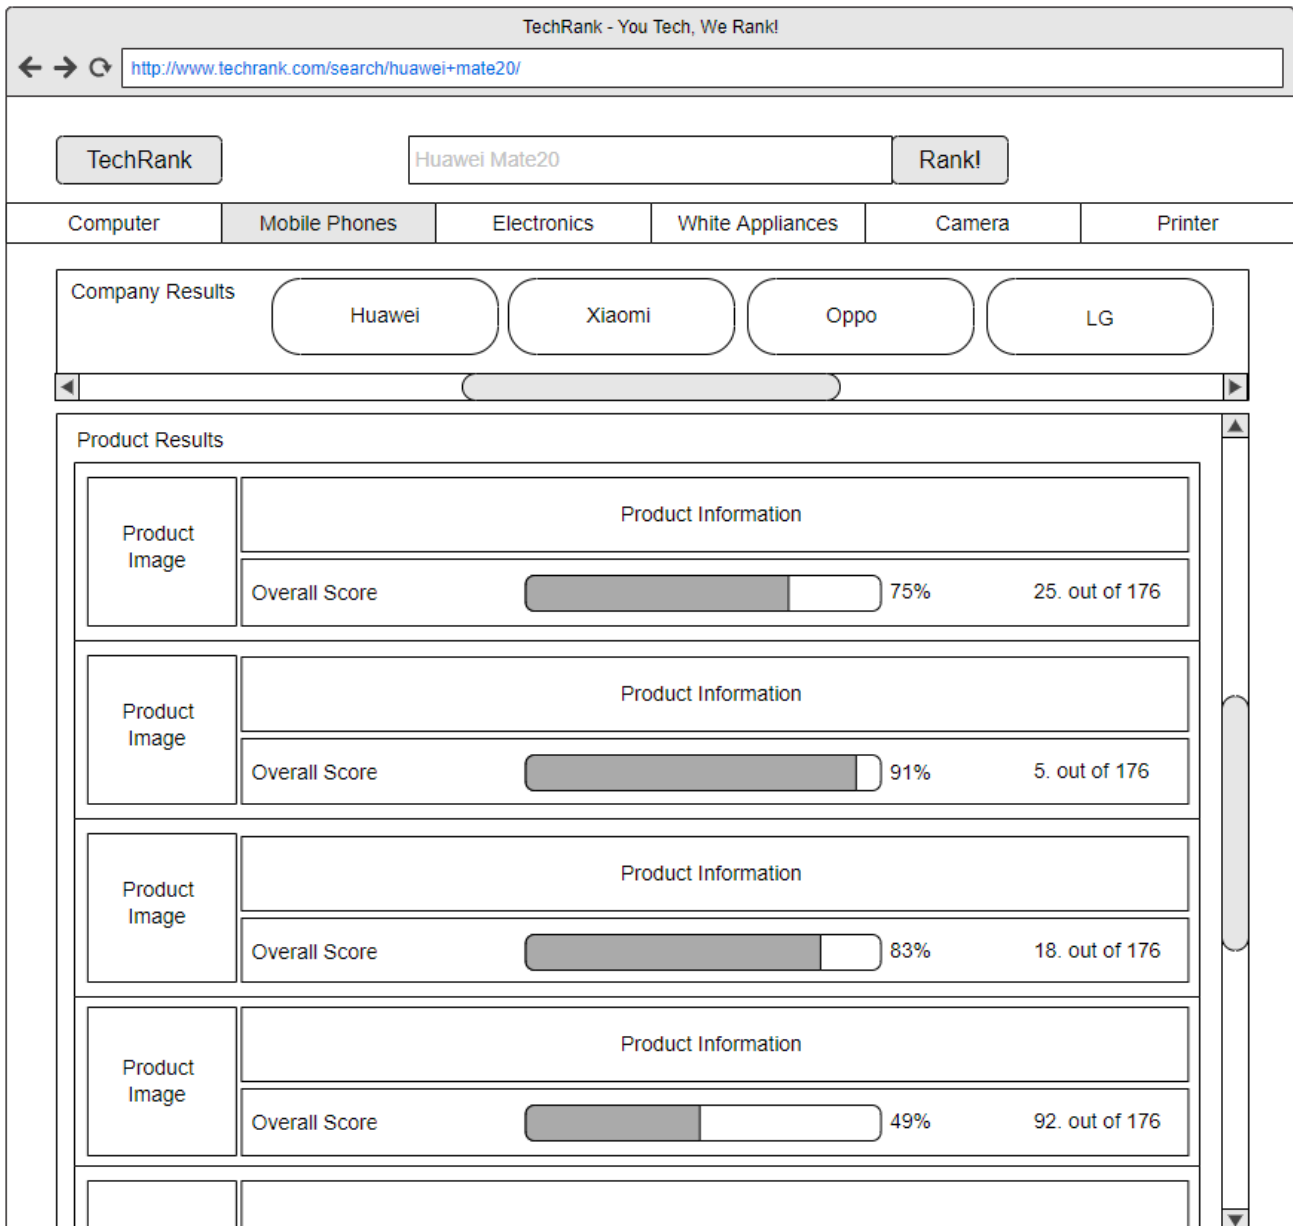 TechRank - You Tech, We Rank!
http://www.techrank.com/search/huawei+mate20/
TechRank
Huawei Mate20
Rank!
Computer
Mobile Phones
Electronics
White Appliances
Camera
Printer
Company Results
Huawei
Xiaomi
Oppo
LG
Product Results
Product
Image
Product Information
Overall Score
75%
25. out of 176
Product
Image
Product Information
Overall Score
91%
5. out of 176
Product
Image
Product Information
Overall Score
83%
18. out of 176
Product
Image
Product Information
Overall Score
49%
92. out of 176